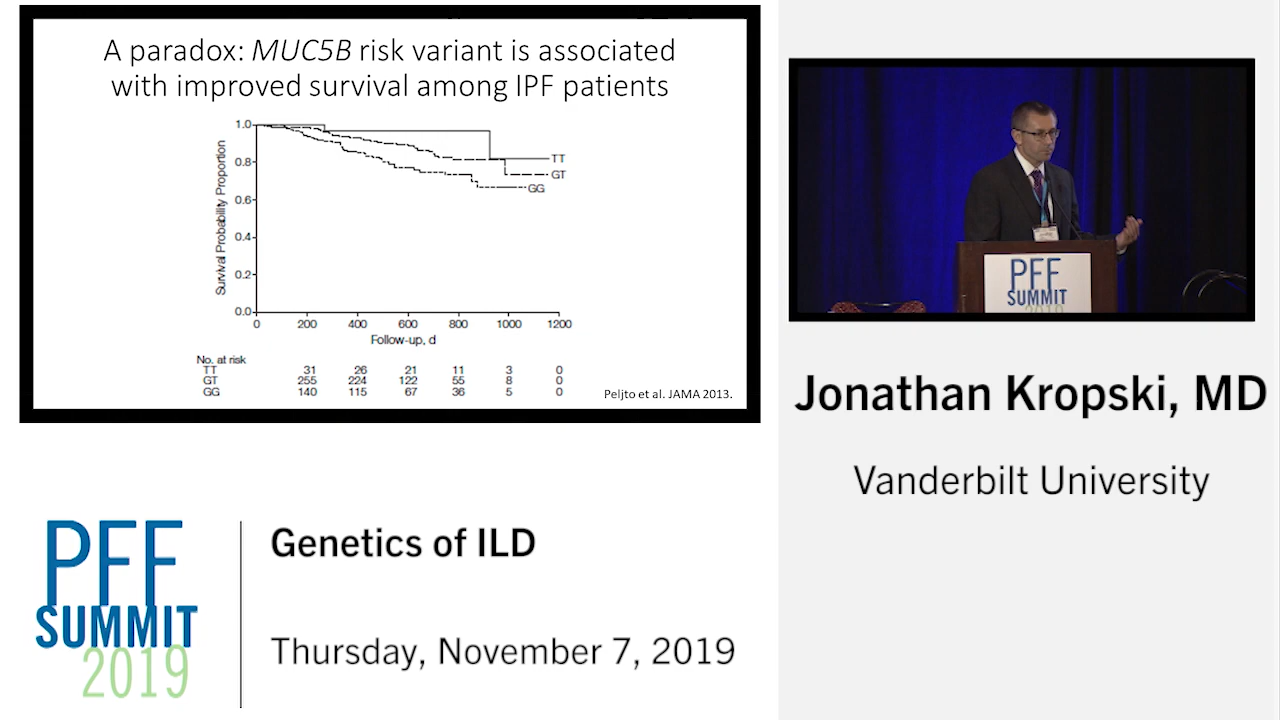 A paradox: MUC5B risk variant is associated
with improved survival among IPF patients
Survival Probability Proportion
1.0
0.8
0.6
0.4
0.2
0.0
TT
GT
GG
0 200 400 600 800 1000 1200
Follow-up, d
No. at risk
TT 31 26 21 11 3 0
GT 255 224 122 55 8 0
GG 140 115 67 36 5 0
Peljto et al. JAMA 2013.
PFF
SUMMIT
2019
Jonathan Kropski, MD
Vanderbilt University
PFF
SUMMIT
2019
Genetics of ILD
Thursday, November 7, 2019